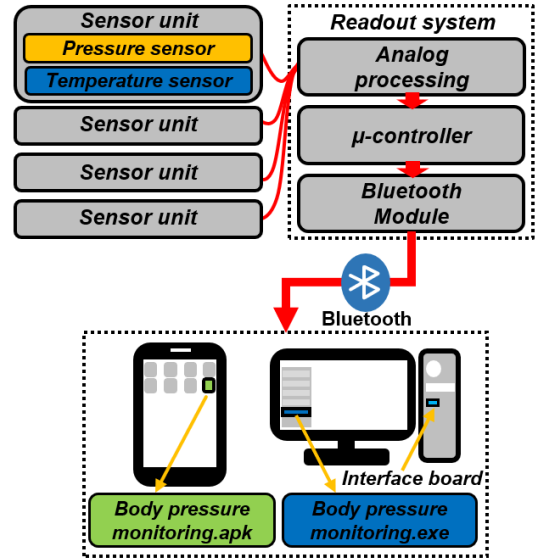 Sensor unit
Pressure sensor
Temperature sensor
Sensor unit
Sensor unit
Sensor unit
Readout system
Analog
processing
μ-controller
Bluetooth
Module
Bluetooth
Interface board
Body pressure
monitoring.apk
Body pressure
monitoring.exe